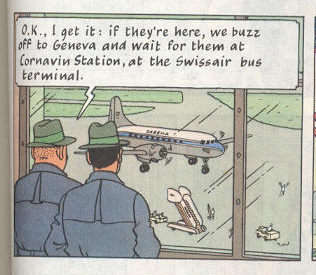 O.K., I get it: if they're here, we buzz
off to Geneva and wait for them at
Cornavin Station, at the Swissair bus
terminal.
SABENA